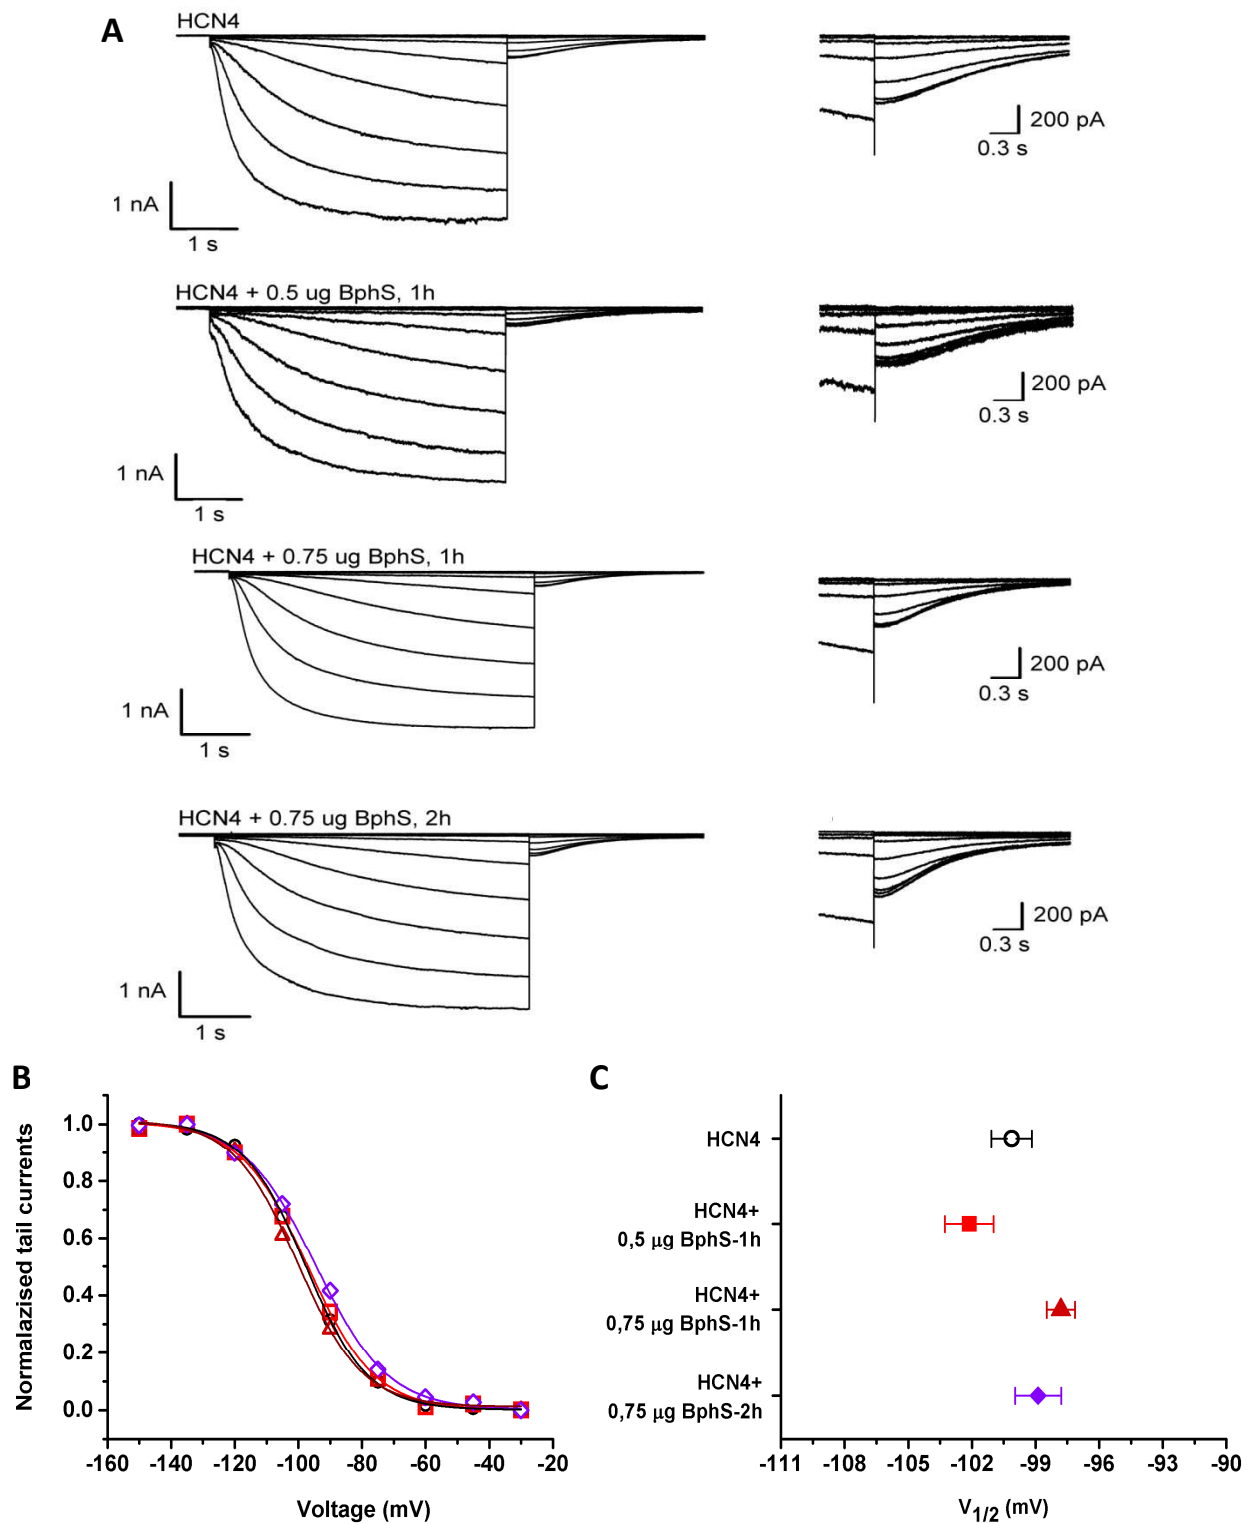 A
HCN4
1 nA
1 s
200 pA
0.3 s
HCN4 + 0.5 ug BphS, 1h
1 nA
1 s
200 pA
0.3 s
HCN4 + 0.75 ug BphS, 1h
1 nA
1 s
200 pA
0.3 s
HCN4 + 0.75 ug BphS, 2h
1 nA
1 s
200 pA
0.3 s
B
Normalazised tail currents
1.0
0.8
0.6
0.4
0.2
0.0
-160 -140 -120 -100 -80 -60 -40 -20
Voltage (mV)
C
HCN4
HCN4+
0,5 µg BphS-1h
HCN4+
0,75 µg BphS-1h
HCN4+
0,75 µg BphS-2h
-111 -108 -105 -102 -99 -96 -93 -90
V1/2 (mV)